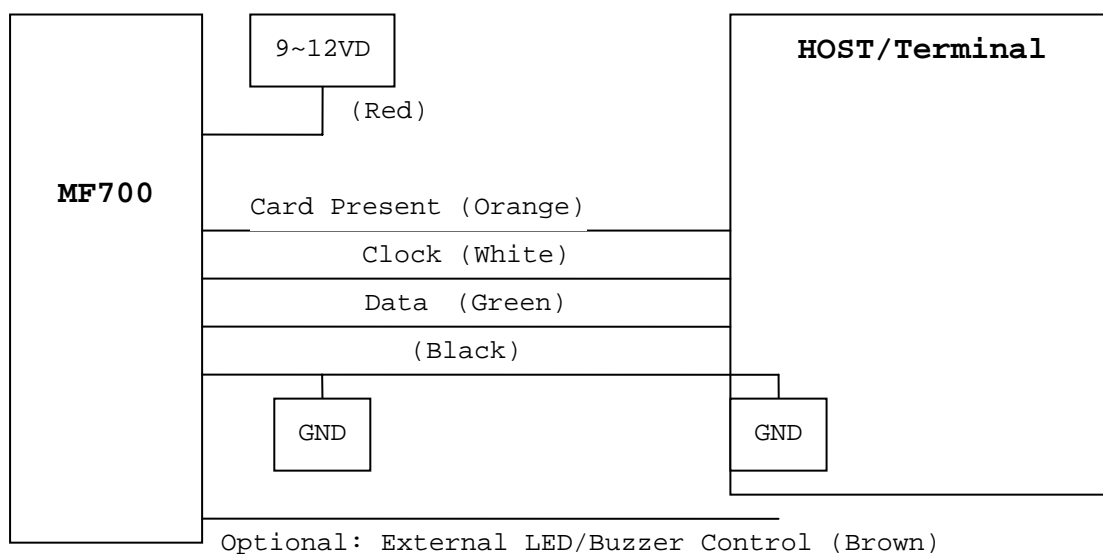 9~12VD
HOST/Terminal
(Red)
MF700
Card Present (Orange)
Clock (White)
Data (Green)
(Black)
GND
GND
Optional: External LED/Buzzer Control (Brown)